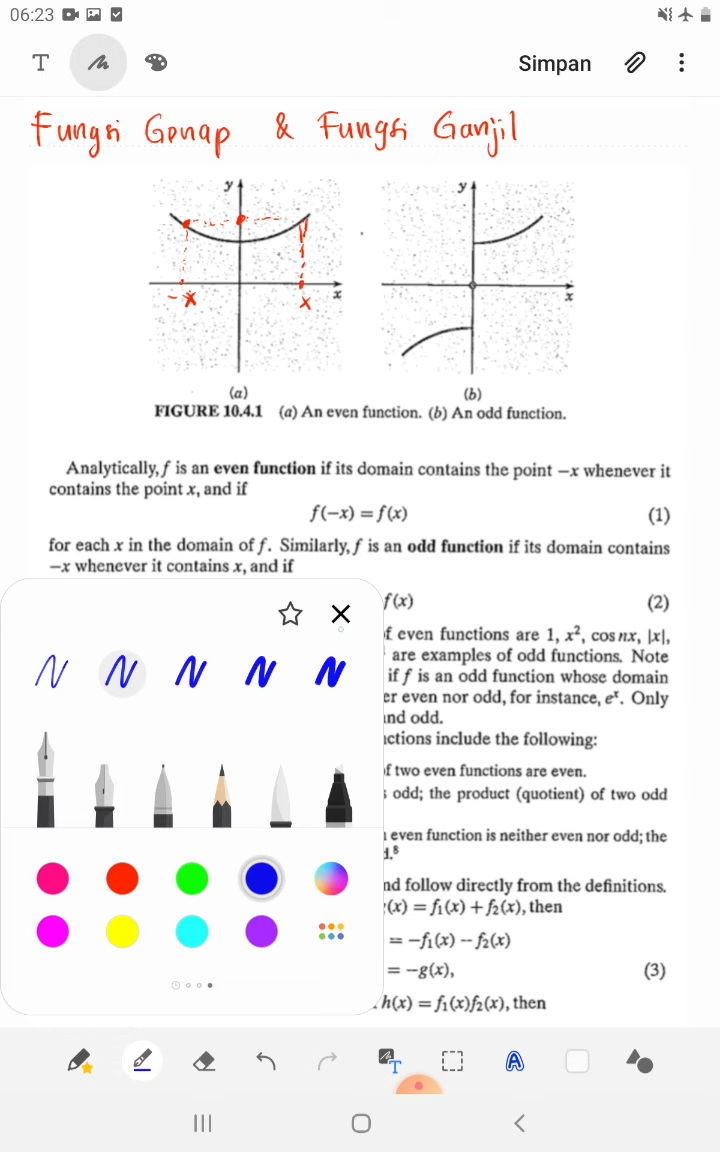 06:23
T
Simpan
Fungsi Genap & Fungsi Ganjil
y
y
-x
x
x
x
(a)
(b)
FIGURE 10.4.1 (a) An even function. (b) An odd function.
Analytically, f is an even function if its domain contains the point −x whenever it
contains the point x, and if
f(−x) = f(x) (1)
for each x in the domain of f. Similarly, f is an odd function if its domain contains
−x whenever it contains x, and if
f(x) (2)
f even functions are 1, x², cos nx, |x|,
are examples of odd functions. Note
if f is an odd function whose domain
er even nor odd, for instance, eˣ. Only
nd odd.
ctions include the following:
of two even functions are even.
s odd; the product (quotient) of two odd
even function is neither even nor odd; the
d.⁸
nd follow directly from the definitions.
(x) = f₁(x) + f₂(x), then
= −f₁(x) − f₂(x)
= −g(x), (3)
h(x) = f₁(x)f₂(x), then
T
A